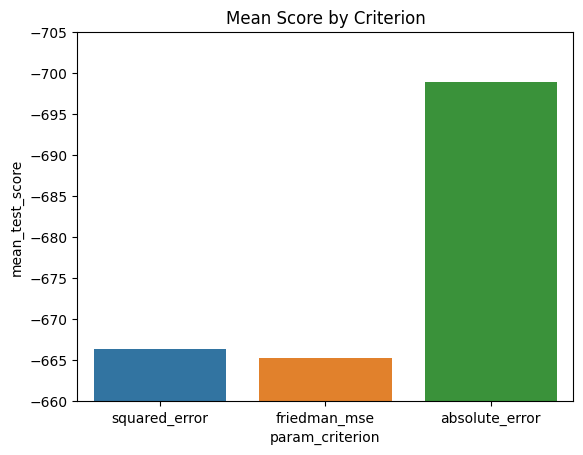 Mean Score by Criterion
−705
−700
−695
−690
−685
−680
−675
−670
−665
−660
mean_test_score
squared_error friedman_mse absolute_error
param_criterion